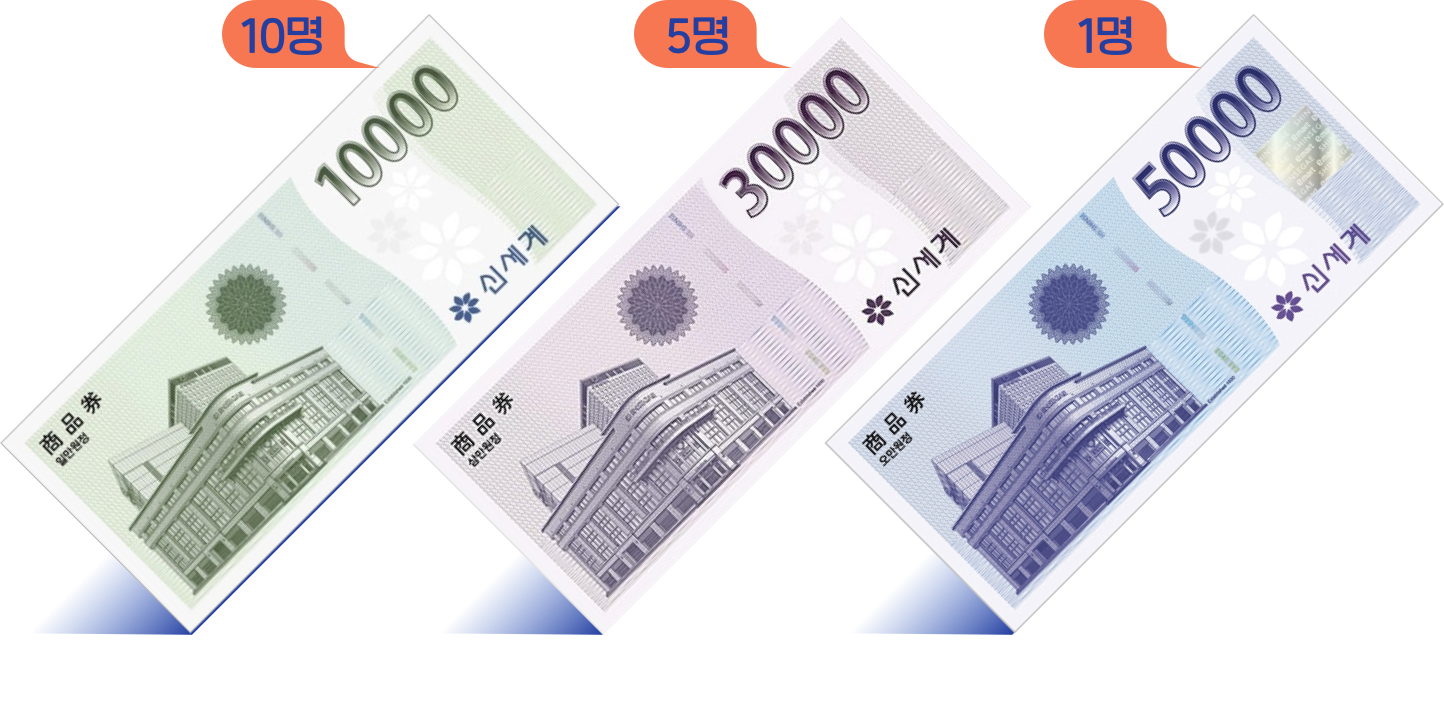 10명
10000
신세계
商品券
일만원정
5명
30000
신세계
商品券
삼만원정
1명
50000
신세계
商品券
오만원정